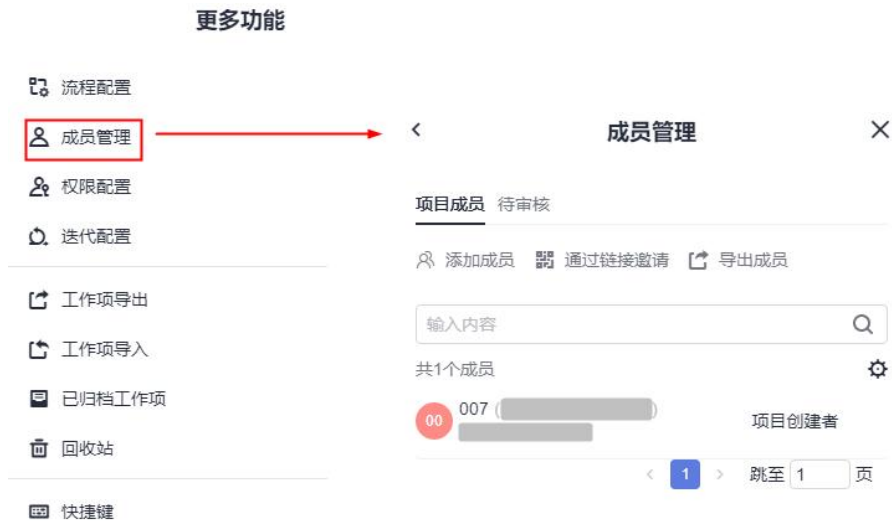 更多功能
流程配置
成员管理
权限配置
迭代配置
工作项导出
工作项导入
已归档工作项
回收站
快捷键
成员管理
项目成员 待审核
添加成员 通过链接邀请 导出成员
输入内容
共1个成员
00 007 ( )
项目创建者
< 1 > 跳至 1 页